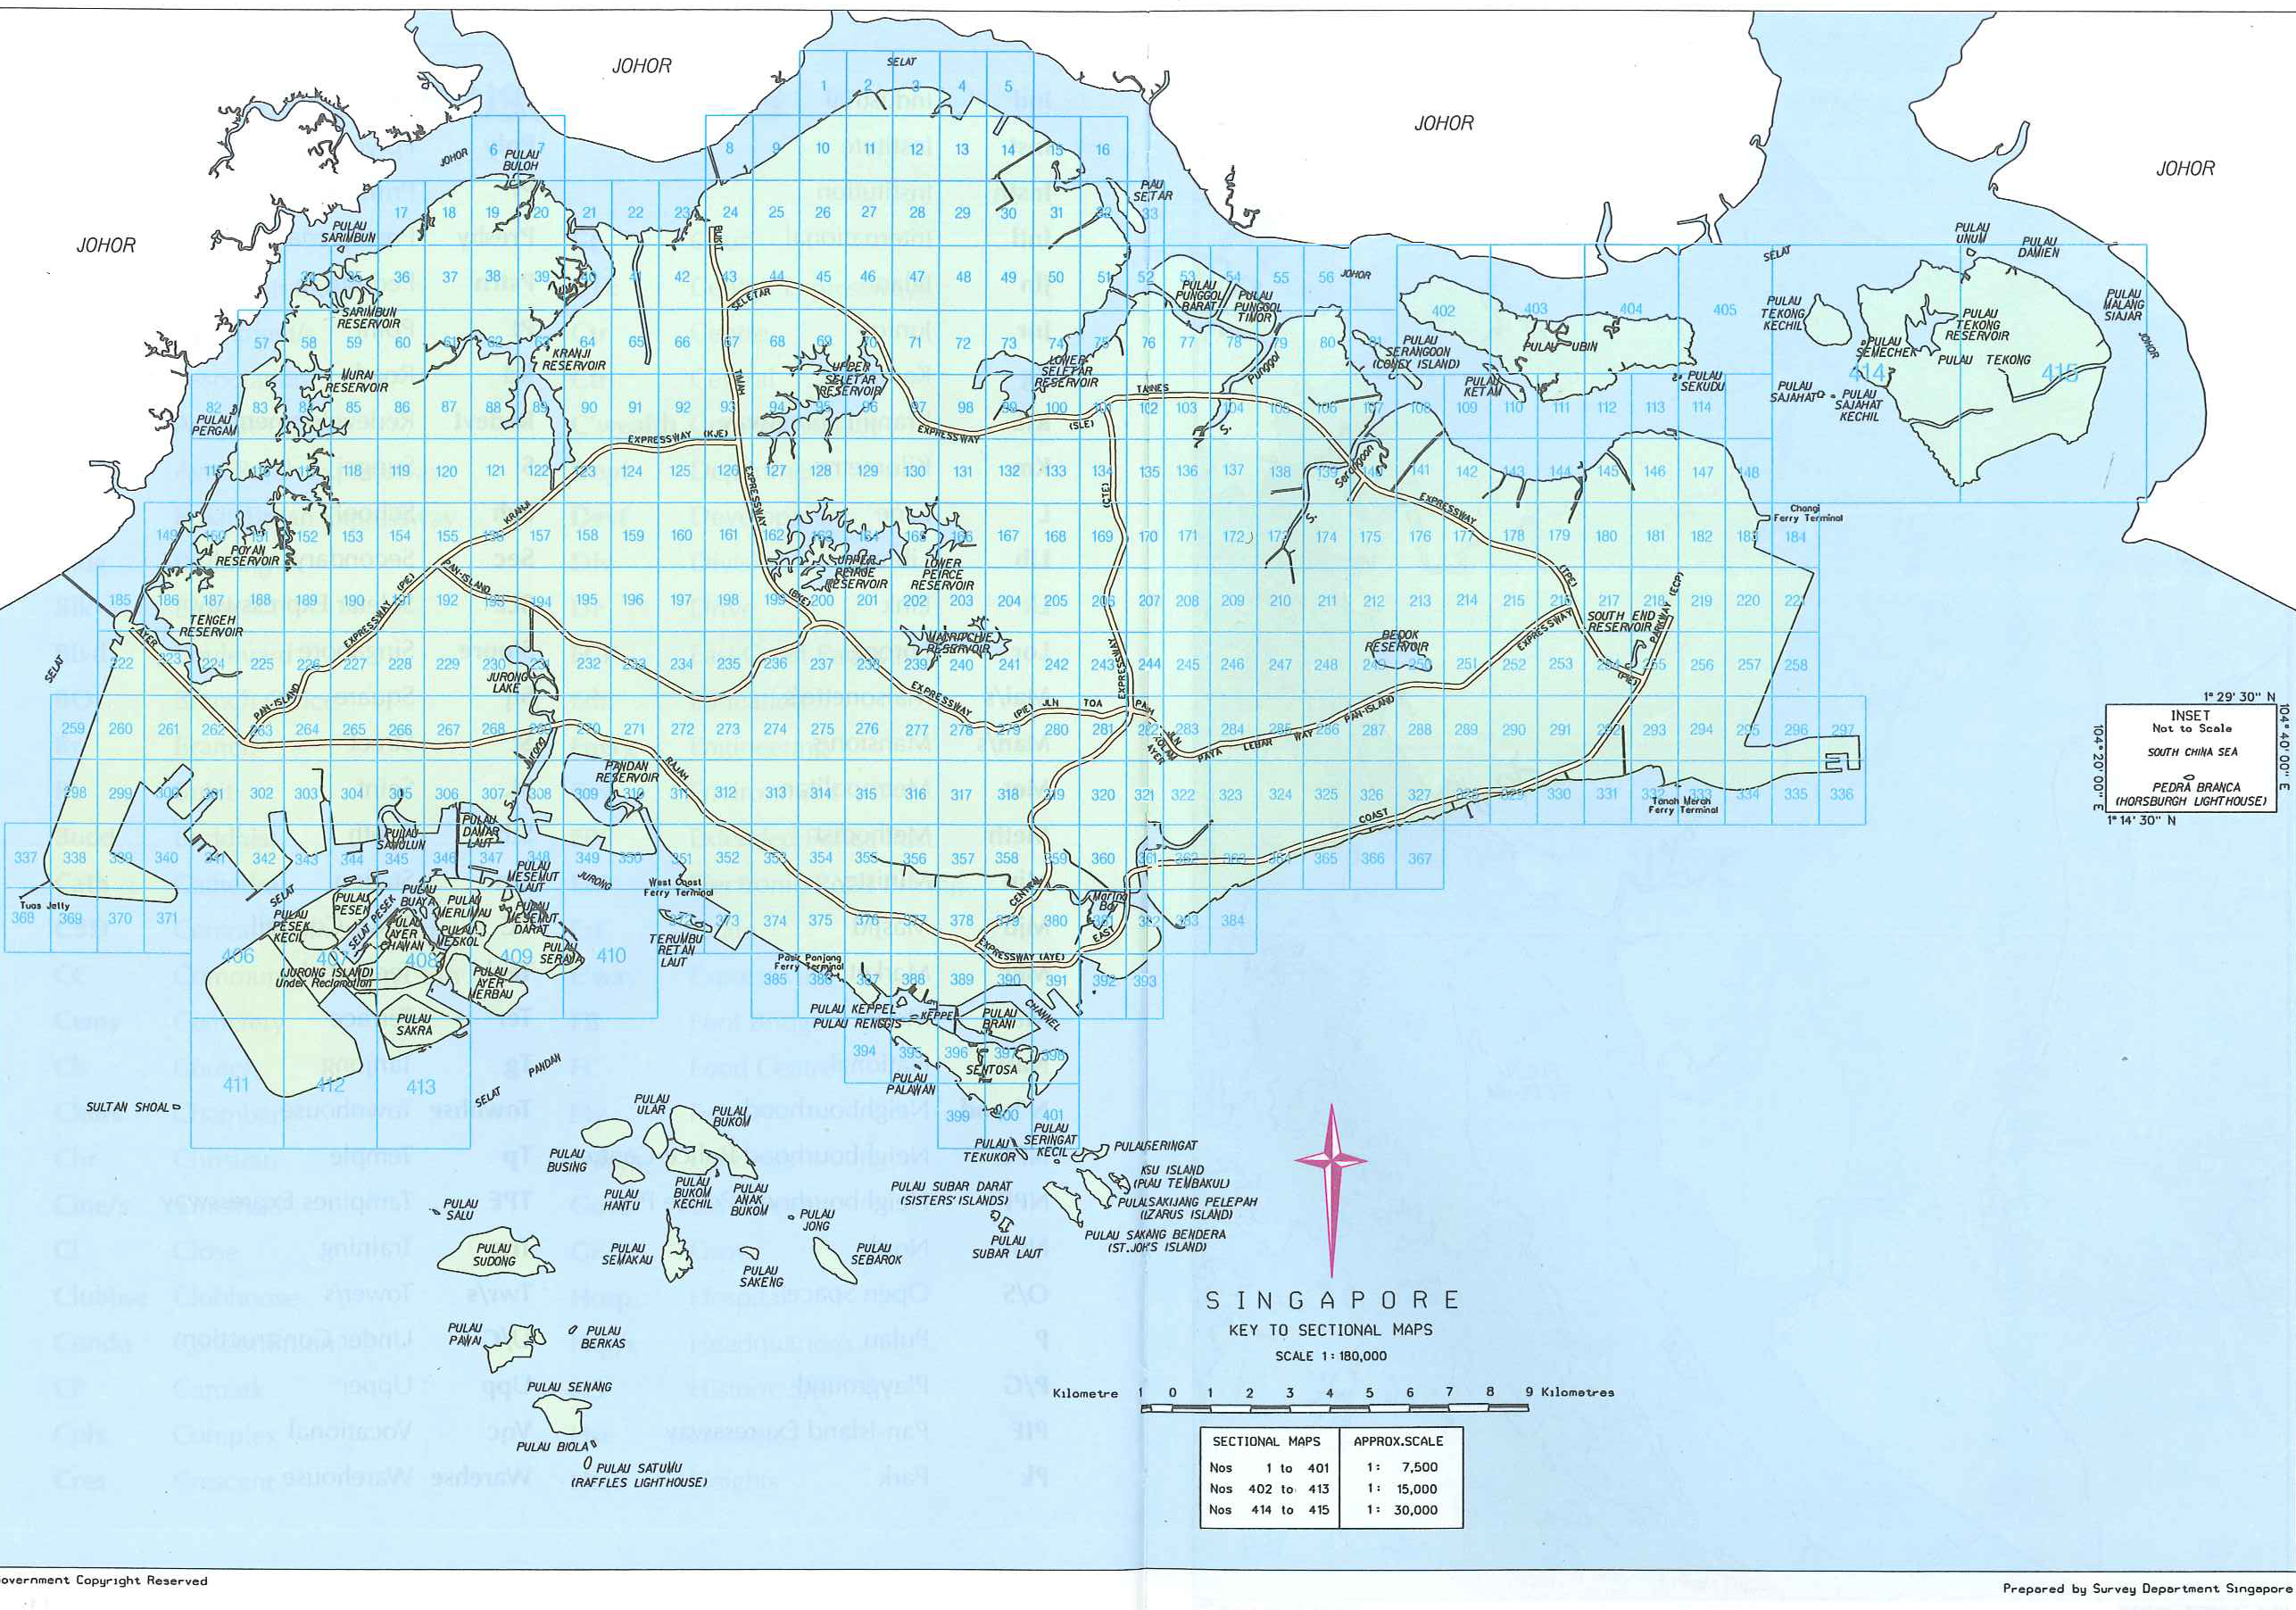 JOHOR
SELAT
1 2 3 4 5
JOHOR
JOHOR
JOHOR
6 7 8 9 10 11 12 13 14 15 16
PULAU
BULOH
JOHOR
17 18 19 20 21 22 23 24 25 26 27 28 29 30 31 32 33
PULAU
SARIMBUN
BUKIT
PULAU
UNUM
PULAU
DAMIEN
SELAT
35 36 37 38 39 40 41 42 43 44 45 46 47 48 49 50 51 52 53 54 55 56
JOHOR
SELETAR
SARIMBUN
RESERVOIR
PULAU
PUNGGOL
BARAT
PULAU
PUNGGOL
TIMOR
402 403 404 405
PULAU
TEKONG
KECHIL
PULAU
TEKONG
RESERVOIR
PULAU
MALANG
SIAJAR
JOHOR
57 58 59 60 61 62 63 64 65 66 67 68 69 70 71 72 73 74 75 76 77 78 79 80 81
KRANJI
RESERVOIR
PULAU
SERANGOON
(CONEY ISLAND)
PULAU UBIN
PULAU
SEMECHEK
PULAU TEKONG
414 415
MURAI
RESERVOIR
TIMAH
UPPER
SELETAR
RESERVOIR
LOWER
SELETAR
RESERVOIR
Punggol
S.
PULAU
KETAM
PULAU
SEKUDU
PULAU
SAJAHAT
PULAU
SAJAHAT
KECHIL
82 83 84 85 86 87 88 89 90 91 92 93 94 95 96 97 98 99 100 101 102 103 104 105 106 107 108 109 110 111 112 113 114
PULAU
PERGAM
EXPRESSWAY (KJE)
EXPRESSWAY
(SLE)
115 116 117 118 119 120 121 122 123 124 125 126 127 128 129 130 131 132 133 134 135 136 137 138 139 140 141 142 143 144 145 146 147 148
EXPRESSWAY
(CTE)
Serangoon
S.
EXPRESSWAY
KRANJI
Changi
Ferry Terminal
149 150 151 152 153 154 155 156 157 158 159 160 161 162 163 164 166 167 168 169 170 171 172 173 174 175 176 177 178 179 180 181 182 183 184
POYAN
RESERVOIR
PAN-ISLAND
UPPER
PEIRCE
RESERVOIR
LOWER
PEIRCE
RESERVOIR
(TPE)
185 186 187 188 189 190 191 192 193 194 195 196 197 198 199 200 201 202 203 204 205 206 207 208 209 210 211 212 213 214 215 216 217 218 219 220 221
(PIE)
EXPRESSWAY
(BKE)
(ECP)
PARKWAY
TENGEH
RESERVOIR
MACRITCHIE
RESERVOIR
BEDOK
RESERVOIR
EXPRESSWAY
SOUTH END
RESERVOIR
SELAT
AYER
222 223 224 225 226 227 228 229 230 231 232 233 234 235 236 237 238 239 240 241 242 243 244 245 246 247 248 249 250 251 252 253 254 255 256 257 258
JURONG
LAKE
PAN-ISLAND
EXPRESSWAY
EXPRESSWAY
(PIE)
(PIE) JLN TOA
PAN-ISLAND
259 260 261 262 263 264 265 266 267 268 270 271 272 273 274 275 276 277 278 279 280 281 282 283 284 285 286 287 288 289 290 291 292 293 294 295 296 297
JLN
KOLAM
AYER
PAYA LEBAR WAY
PANDAN
RESERVOIR
RAJAH
Jurong
S.
1° 29' 30" N
INSET
Not to Scale
SOUTH CHINA SEA
PEDRA BRANCA
(HORSBURGH LIGHTHOUSE)
1° 14' 30" N
104° 20' 00" E
104° 40' 00" E
298 299 300 301 302 303 304 305 306 307 308 309 310 311 312 313 314 315 316 317 318 319 320 321 322 323 324 325 326 327 328 329 330 331 332 333 334 335 336
Tanah Merah
Ferry Terminal
COAST
PULAU
SAMULUN
PULAU
DAMAR
LAUT
337 338 339 340 341 342 343 344 345 346 347 348 349 350 351 352 353 354 355 356 357 358 359 360 361 362 363 364 365 366 367
PULAU
MESEMUT
LAUT
JURONG
West Coast
Ferry Terminal
CENTRAL
Marina
Bay
Tuas Jetty
SELAT
368 369 370 371 372 373 374 375 376 377 378 379 380 381 382 383 384
PULAU
PESEK
KECIL
PULAU
PESEK
SELAT PESEK
PULAU
BUAYA
PULAU
MERLIMAU
PULAU
MESEMUT
DARAT
PULAU
AYER
CHAWAN
PULAU
MESKOL
PULAU
SERAYA
TERUMBU
RETAN
LAUT
EAST
406 407 408 409 410
(JURONG ISLAND)
Under Reclamation
PULAU
AYER
MERBAU
Pasir Panjang
Ferry Terminal
EXPRESSWAY (AYE)
385 386 387 388 389 390 391 392 393
PULAU
SAKRA
PULAU KEPPEL
PULAU RENGGIS
KEPPEL
PULAU
BRANI
CHANNEL
394 395 396 397 398
SENTOSA
PULAU
PALAWAN
SELAT PANDAN
411 412 413
SULTAN SHOAL
399 400 401
PULAU
ULAR
PULAU
BUKOM
PULAU
TEKUKOR
PULAU
SERINGAT
KECIL
PULAU
BUSING
PULAU
HANTU
PULAU
BUKOM
KECHIL
PULAU
ANAK
BUKOM
PULAU SUBAR DARAT
(SISTERS' ISLANDS)
PULAU
SALU
PULAU
JONG
PULAU
SUBAR LAUT
PULAU
SUDONG
PULAU
SEMAKAU
PULAU
SAKENG
PULAU
SEBAROK
PULAU
PAWAI
PULAU
BERKAS
PULAU SENANG
PULAU BIOLA
PULAU SATUMU
(RAFFLES LIGHTHOUSE)
SINGAPORE
KEY TO SECTIONAL MAPS
SCALE 1:180,000
Kilometre 1 0 1 2 3 4 5 6 7 8 9 Kilometres
SECTIONAL MAPS APPROX.SCALE
Nos 1 to 401 1: 7,500
Nos 402 to 413 1: 15,000
Nos 414 to 415 1: 30,000
overnment Copyright Reserved
Prepared by Survey Department Singapore